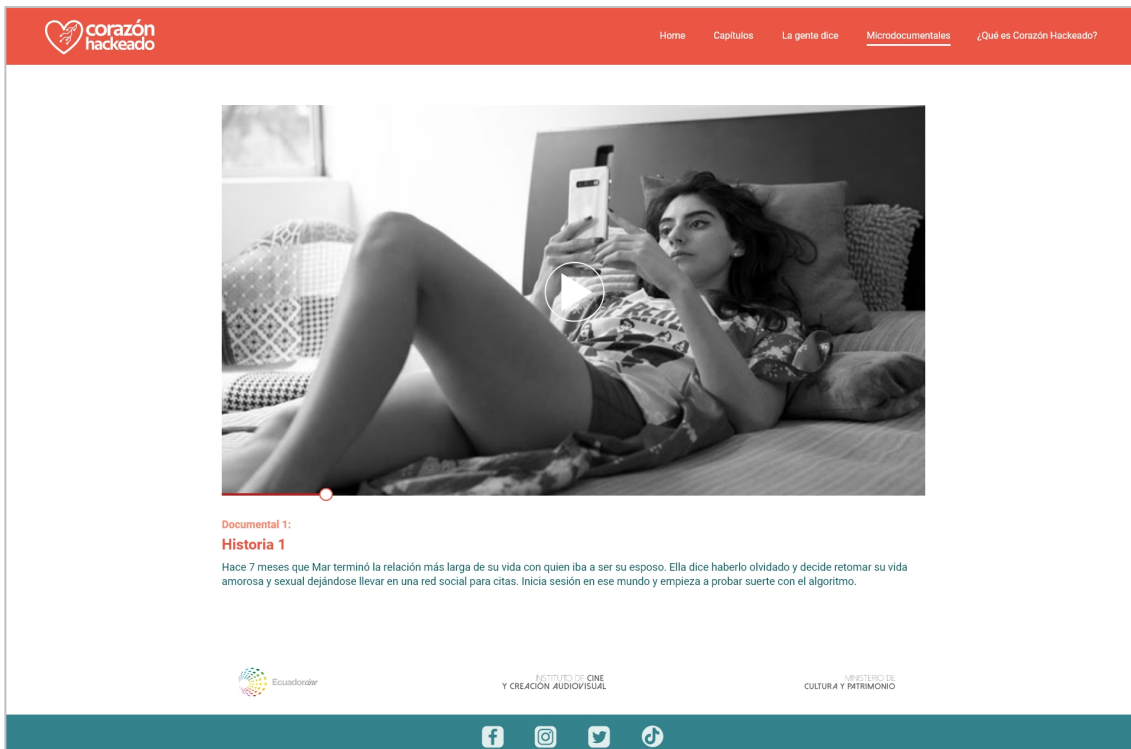 corazón
hackeado
Home
Capítulos
La gente dice
Microdocumentales
¿Qué es Corazón Hackeado?
Documental 1:
Historia 1
Hace 7 meses que Mar terminó la relación más larga de su vida con quien iba a ser su esposo. Ella dice haberlo olvidado y decide retomar su vida
amorosa y sexual dejándose llevar en una red social para citas. Inicia sesión en ese mundo y empieza a probar suerte con el algoritmo.
Ecuadorcine
INSTITUTO DE CINE
Y CREACIÓN AUDIOVISUAL
MINISTERIO DE
CULTURA Y PATRIMONIO